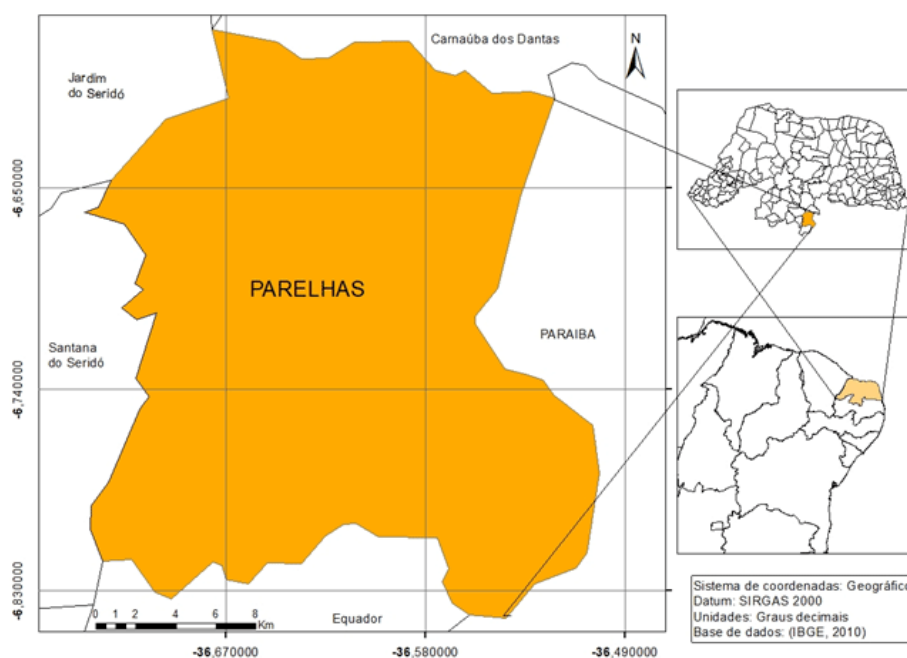 Carnaúba dos Dantas
N
Jardim
do Seridó
-6,650000
PARELHAS
PARAIBA
Santana
do Seridó
-6,740000
-6,830000
0 1 2 4 6 8
Km
Equador
-36,670000
-36,580000
-36,490000
Sistema de coordenadas: Geográfico
Datum: SIRGAS 2000
Unidades: Graus decimais
Base de dados: (IBGE, 2010)